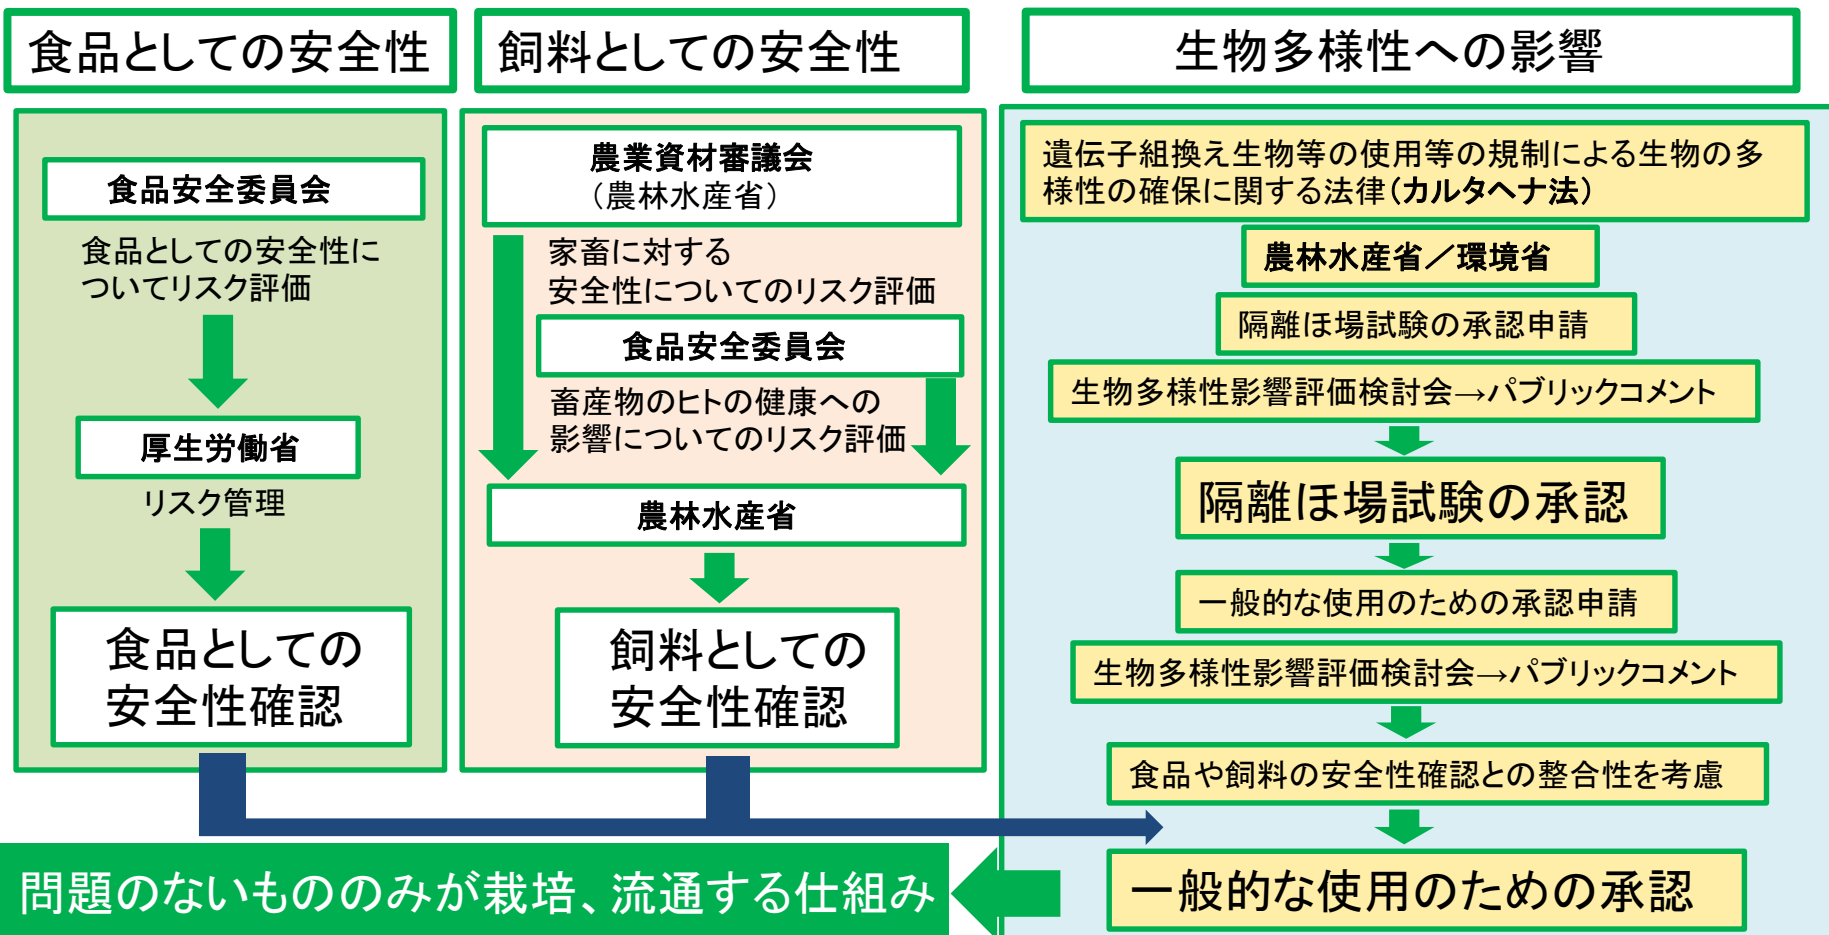 食品としての安全性
食品安全委員会
食品としての安全性に
ついてリスク評価
厚生労働省
リスク管理
食品としての
安全性確認
飼料としての安全性
農業資材審議会
（農林水産省）
家畜に対する
安全性についてのリスク評価
食品安全委員会
畜産物のヒトの健康への
影響についてのリスク評価
農林水産省
飼料としての
安全性確認
生物多様性への影響
遺伝子組換え生物等の使用等の規制による生物の多
様性の確保に関する法律（カルタヘナ法）
農林水産省／環境省
隔離ほ場試験の承認申請
生物多様性影響評価検討会→パブリックコメント
隔離ほ場試験の承認
一般的な使用のための承認申請
生物多様性影響評価検討会→パブリックコメント
食品や飼料の安全性確認との整合性を考慮
一般的な使用のための承認
問題のないもののみが栽培、流通する仕組み